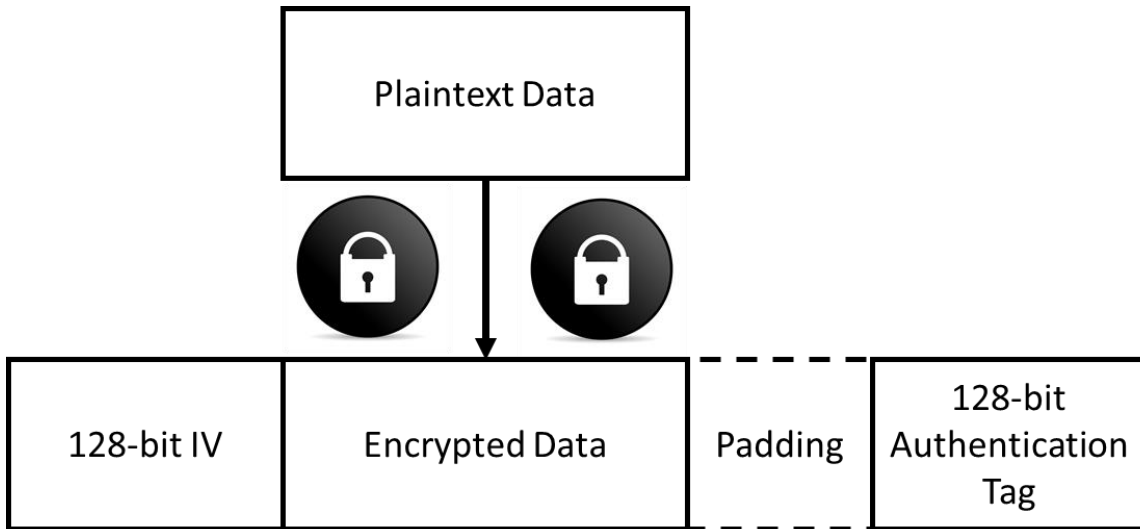 Plaintext Data
128-bit IV
Encrypted Data
Padding
128-bit
Authentication
Tag